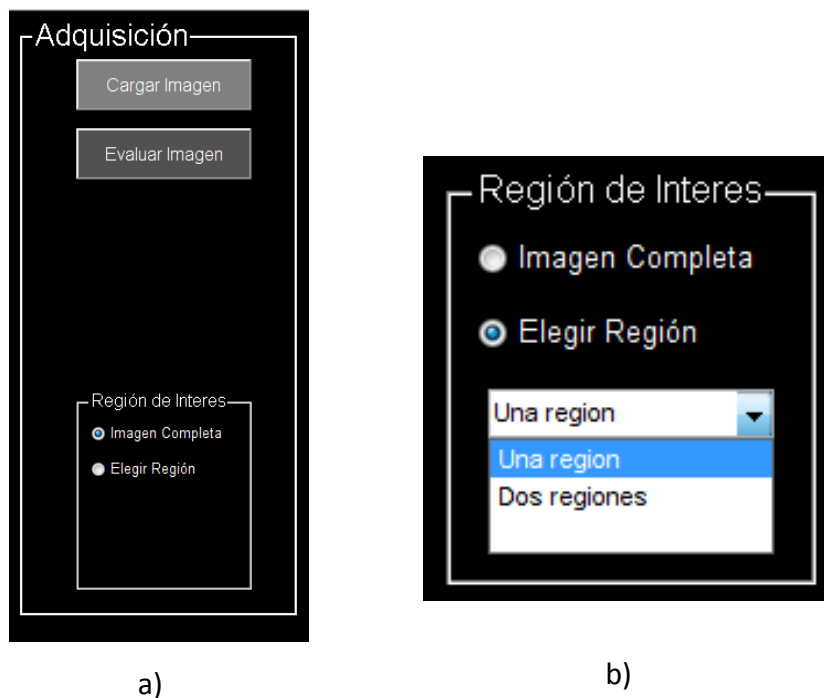 Adquisición
Cargar Imagen
Evaluar Imagen
Región de Interes
Imagen Completa
Elegir Región
a)
Región de Interes
Imagen Completa
Elegir Región
Una region
Una region
Dos regiones
b)